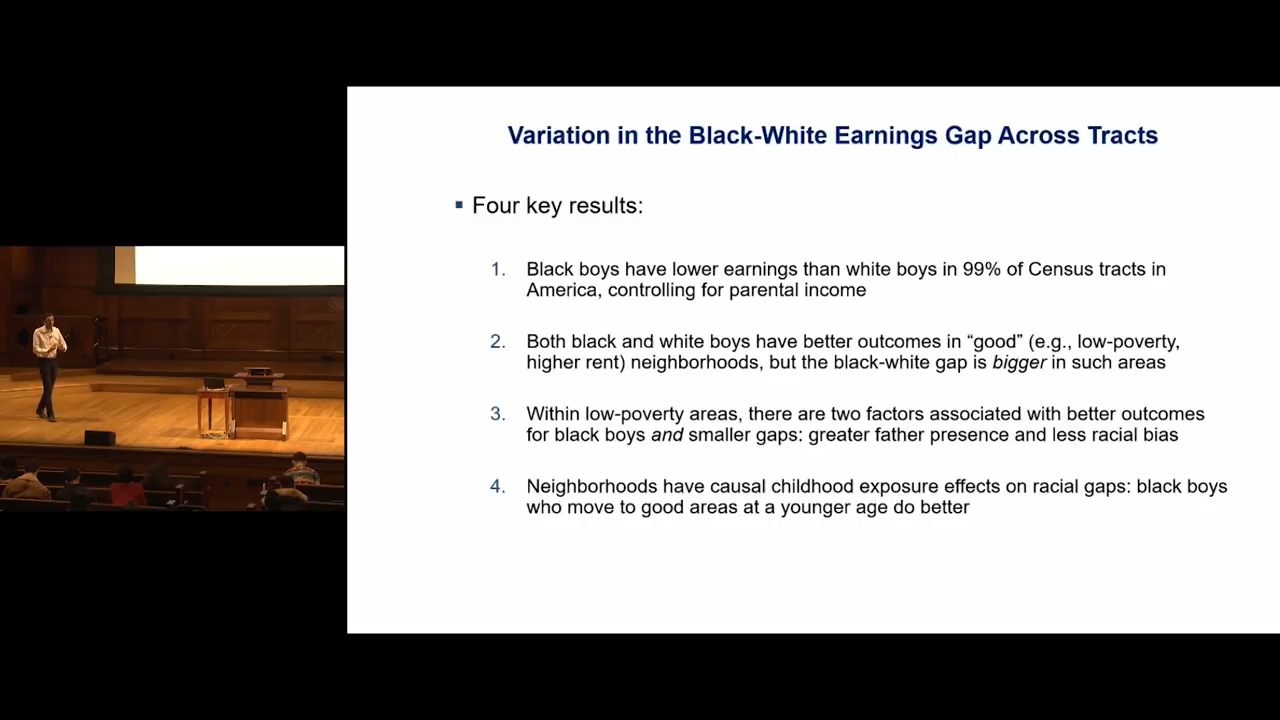 Variation in the Black-White Earnings Gap Across Tracts
▪ Four key results:
1. Black boys have lower earnings than white boys in 99% of Census tracts in
America, controlling for parental income
2. Both black and white boys have better outcomes in “good” (e.g., low-poverty,
higher rent) neighborhoods, but the black-white gap is bigger in such areas
3. Within low-poverty areas, there are two factors associated with better outcomes
for black boys and smaller gaps: greater father presence and less racial bias
4. Neighborhoods have causal childhood exposure effects on racial gaps: black boys
who move to good areas at a younger age do better